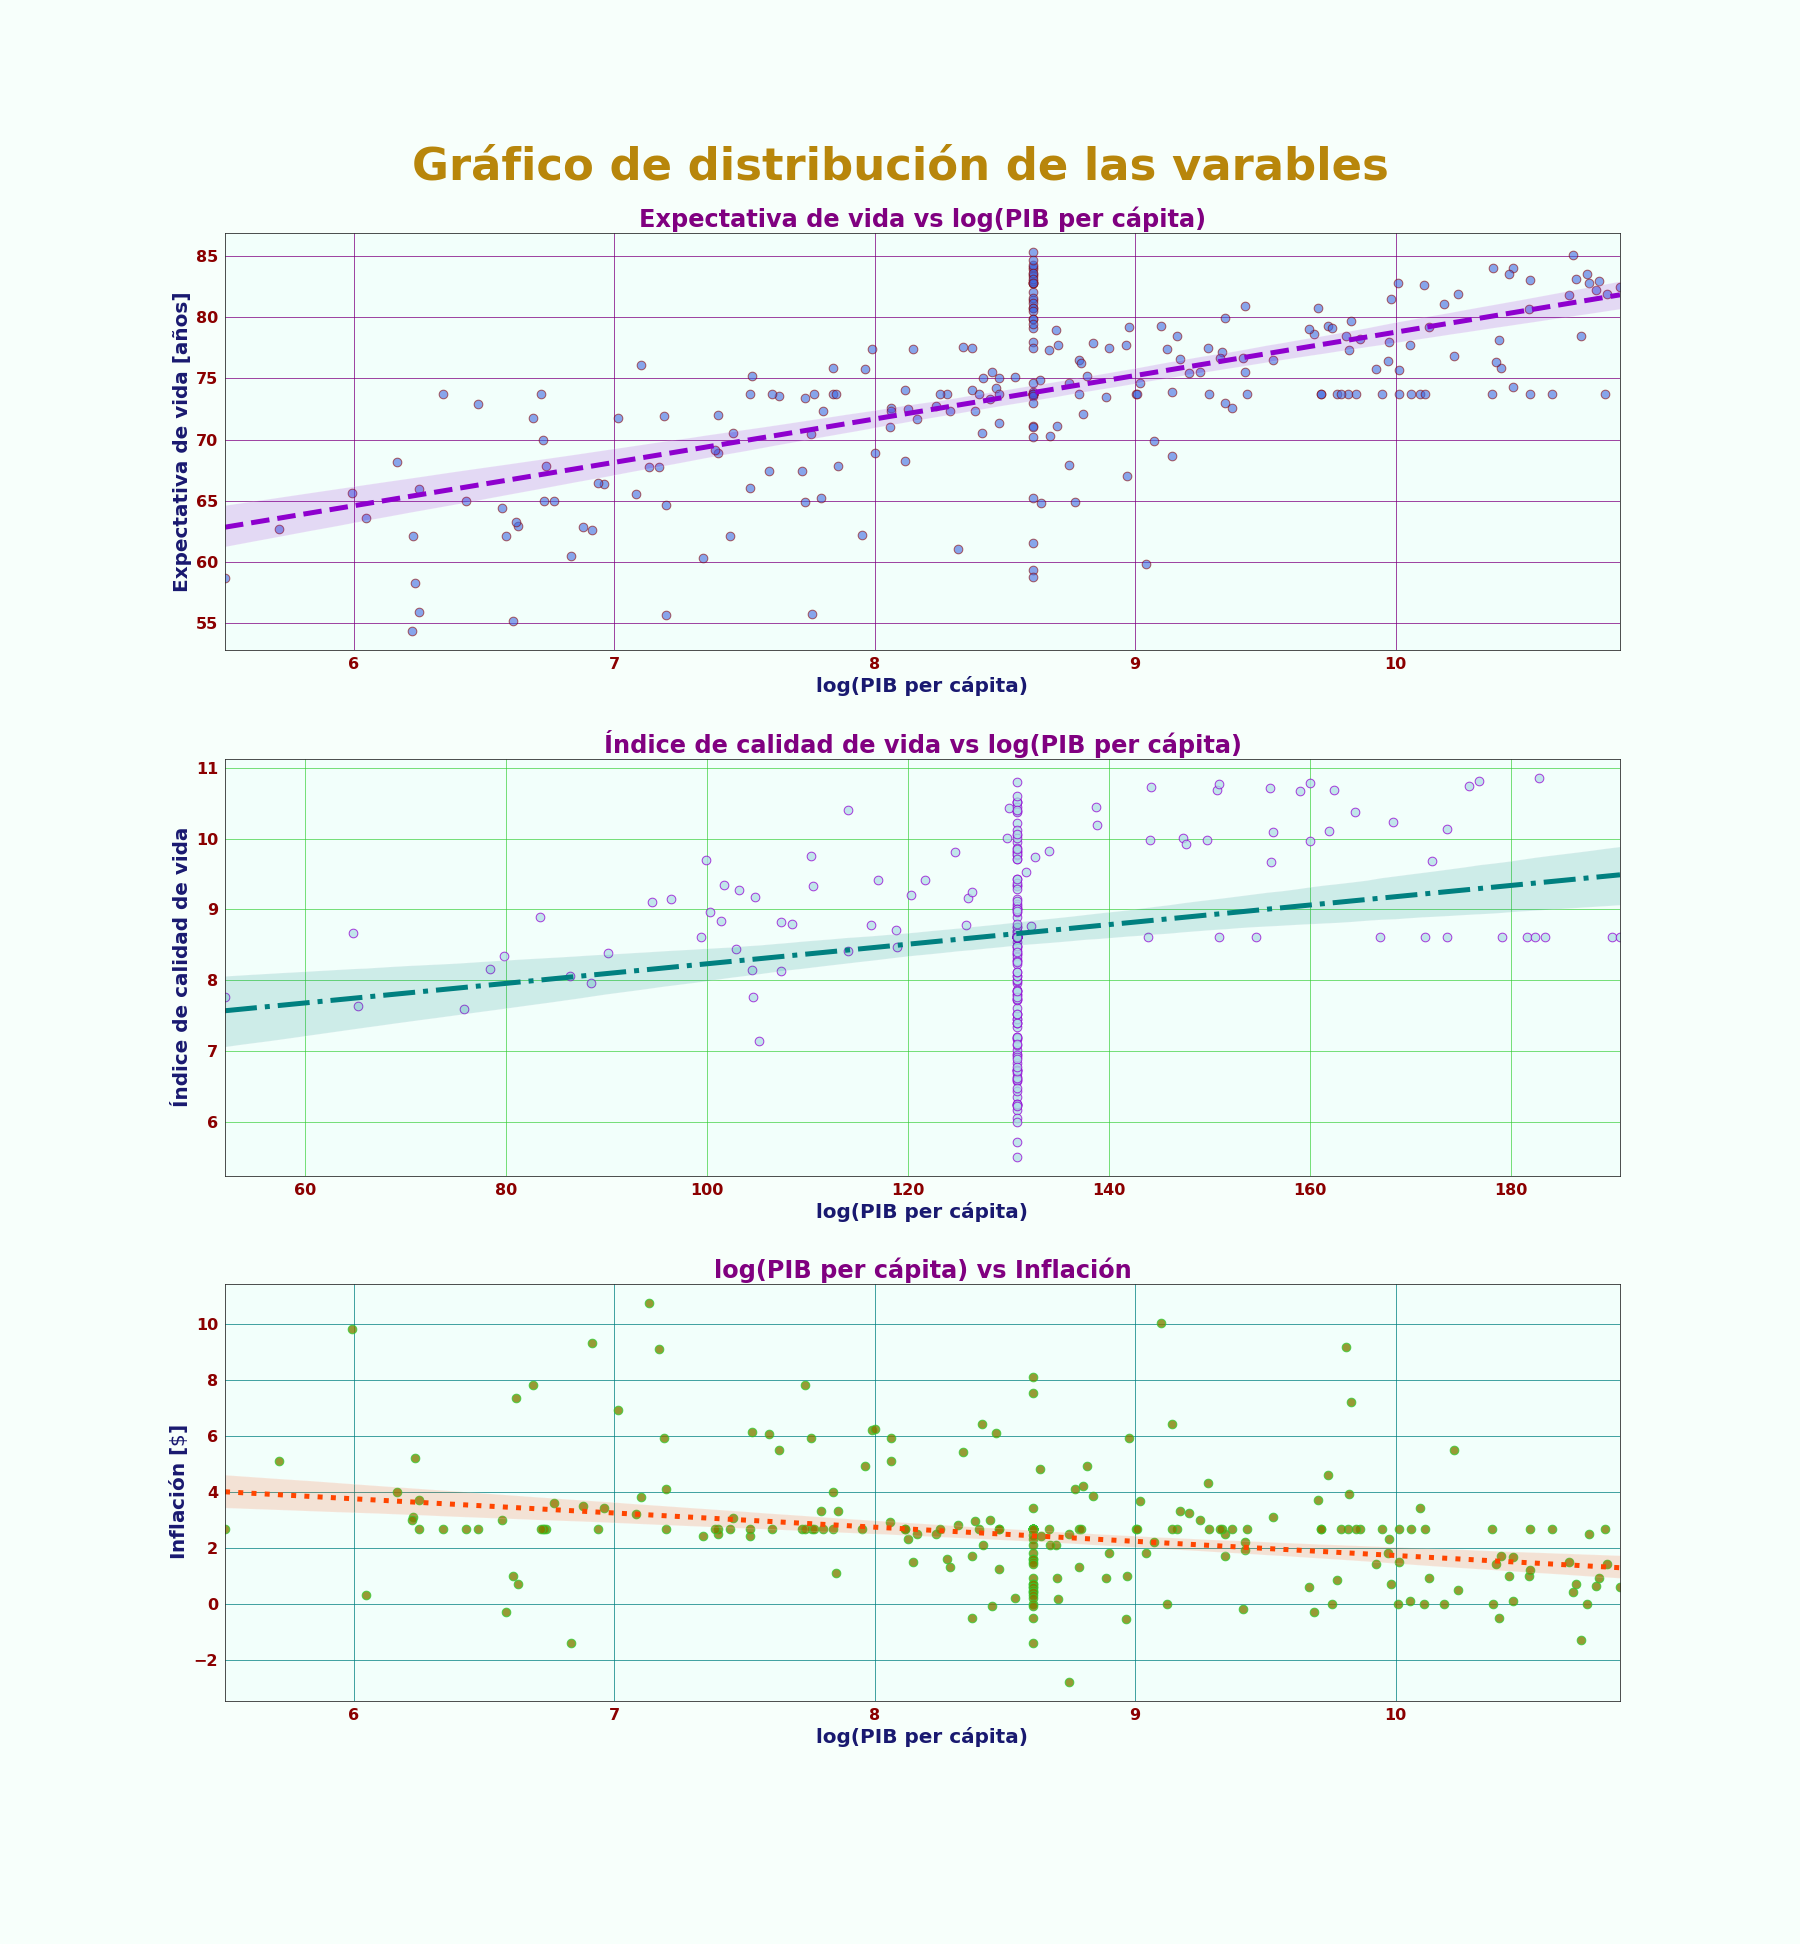 Gráfico de distribución de las varables
Expectativa de vida vs log(PIB per cápita)
Expectativa de vida [años]
85
80
75
70
65
60
55
6 7 8 9 10
log(PIB per cápita)
Índice de calidad de vida vs log(PIB per cápita)
Índice de calidad de vida
11
10
9
8
7
6
60 80 100 120 140 160 180
log(PIB per cápita)
log(PIB per cápita) vs Inflación
Inflación [$]
10
8
6
4
2
0
−2
6 7 8 9 10
log(PIB per cápita)